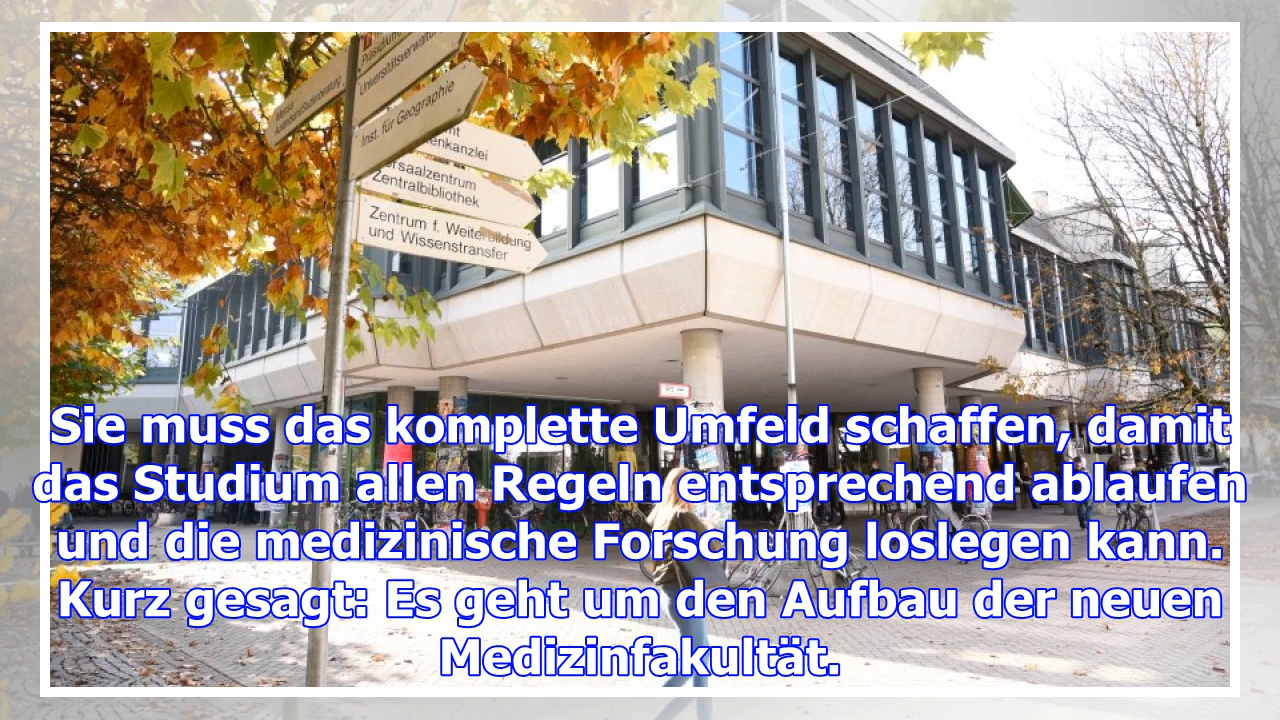 Universitätsverwaltung
Inst. für Geographie
Zentralbibliothek
Zentrum f. Weiterbildung
und Wissenstransfer
Sie muss das komplette Umfeld schaffen, damit
das Studium allen Regeln entsprechend ablaufen
und die medizinische Forschung loslegen kann.
Kurz gesagt: Es geht um den Aufbau der neuen
Medizinfakultät.